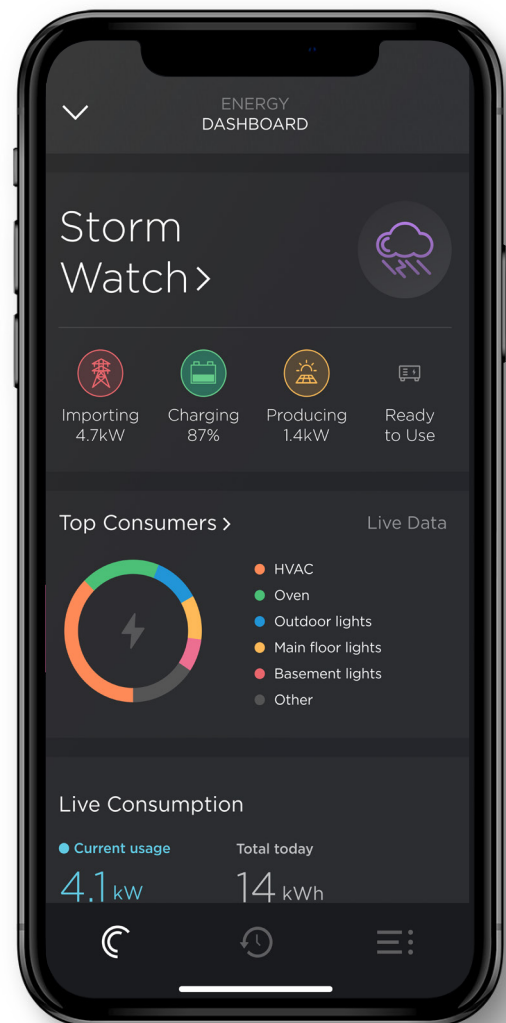 ENERGY
DASHBOARD
Storm
Watch >
Importing
4.7kW
Charging
87%
Producing
1.4kW
Ready
to Use
Top Consumers >
Live Data
HVAC
Oven
Outdoor lights
Main floor lights
Basement lights
Other
Live Consumption
Current usage
Total today
4.1 kW
14 kWh